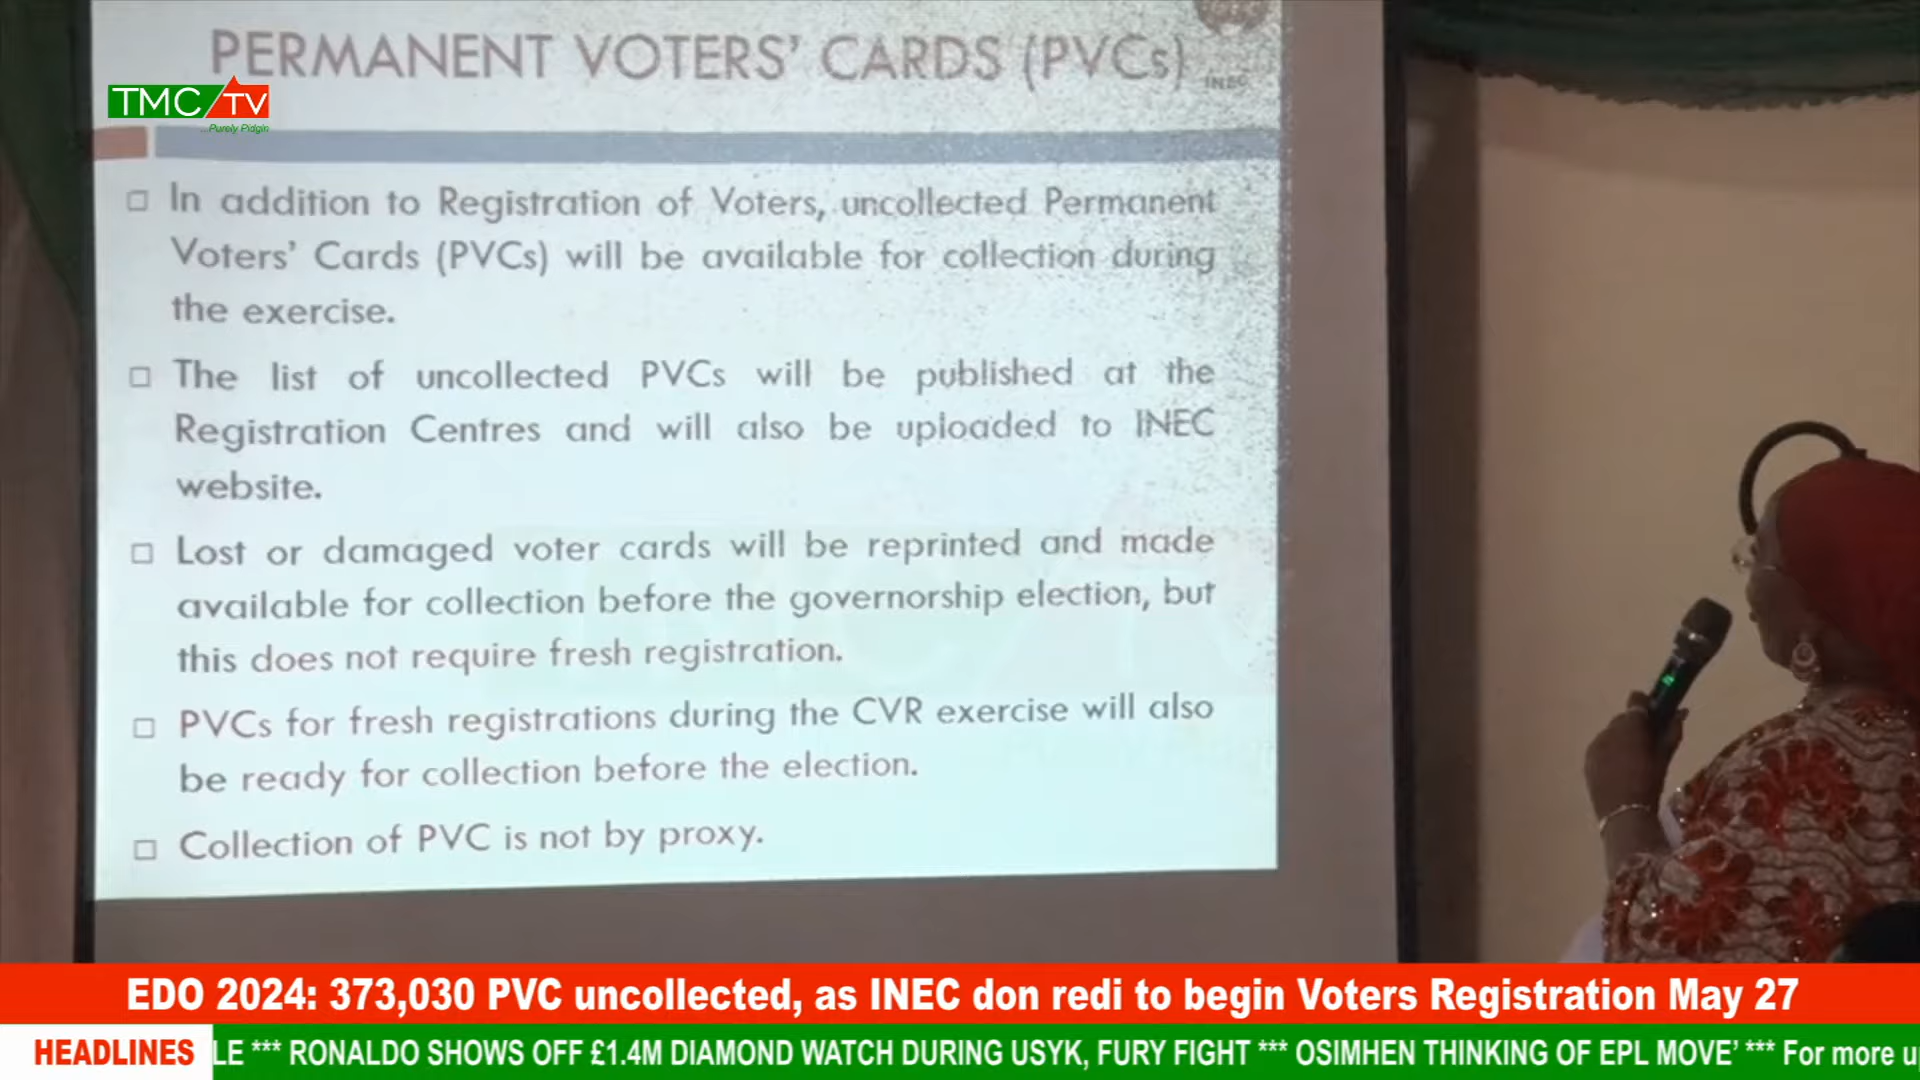 PERMANENT VOTERS' CARDS (PVCs)
INEC
TMC/TV
...Purely Pidgin
In addition to Registration of Voters, uncollected Permanent
Voters' Cards (PVCs) will be available for collection during
the exercise.
The list of uncollected PVCs will be published at the
Registration Centres and will also be uploaded to INEC
website.
Lost or damaged voter cards will be reprinted and made
available for collection before the governorship election, but
this does not require fresh registration.
PVCs for fresh registrations during the CVR exercise will also
be ready for collection before the election.
Collection of PVC is not by proxy.
EDO 2024: 373,030 PVC uncollected, as INEC don redi to begin Voters Registration May 27
HEADLINES LE *** RONALDO SHOWS OFF £1.4M DIAMOND WATCH DURING USYK, FURY FIGHT *** OSIMHEN THINKING OF EPL MOVE' *** For more u